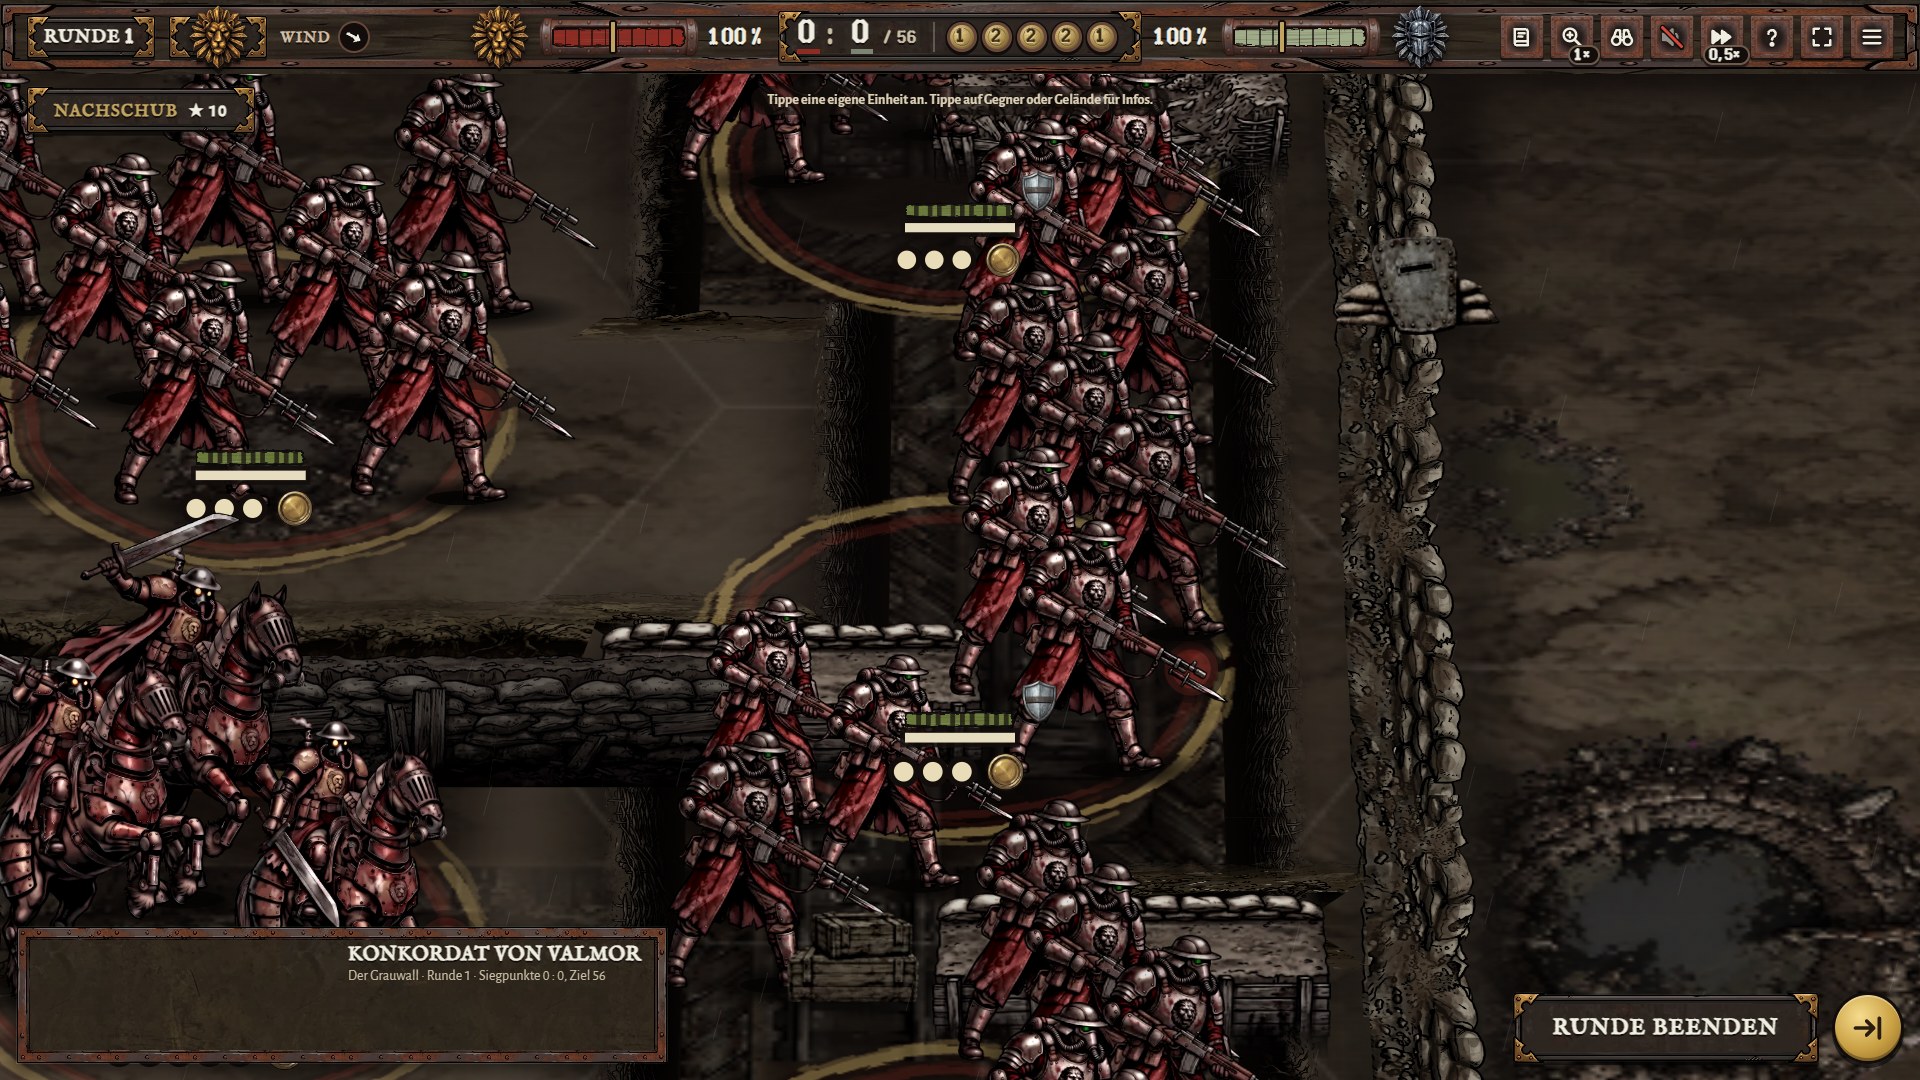 RUNDE 1
WIND
100%
0 : 0 / 56
1 2 2 2 1
100%
1×
0,5×
?
NACHSCHUB ★ 10
Tippe eine eigene Einheit an. Tippe auf Gegner oder Gelände für Infos.
KONKORDAT VON VALMOR
Der Grauwall · Runde 1 · Siegpunkte 0 : 0, Ziel 56
RUNDE BEENDEN